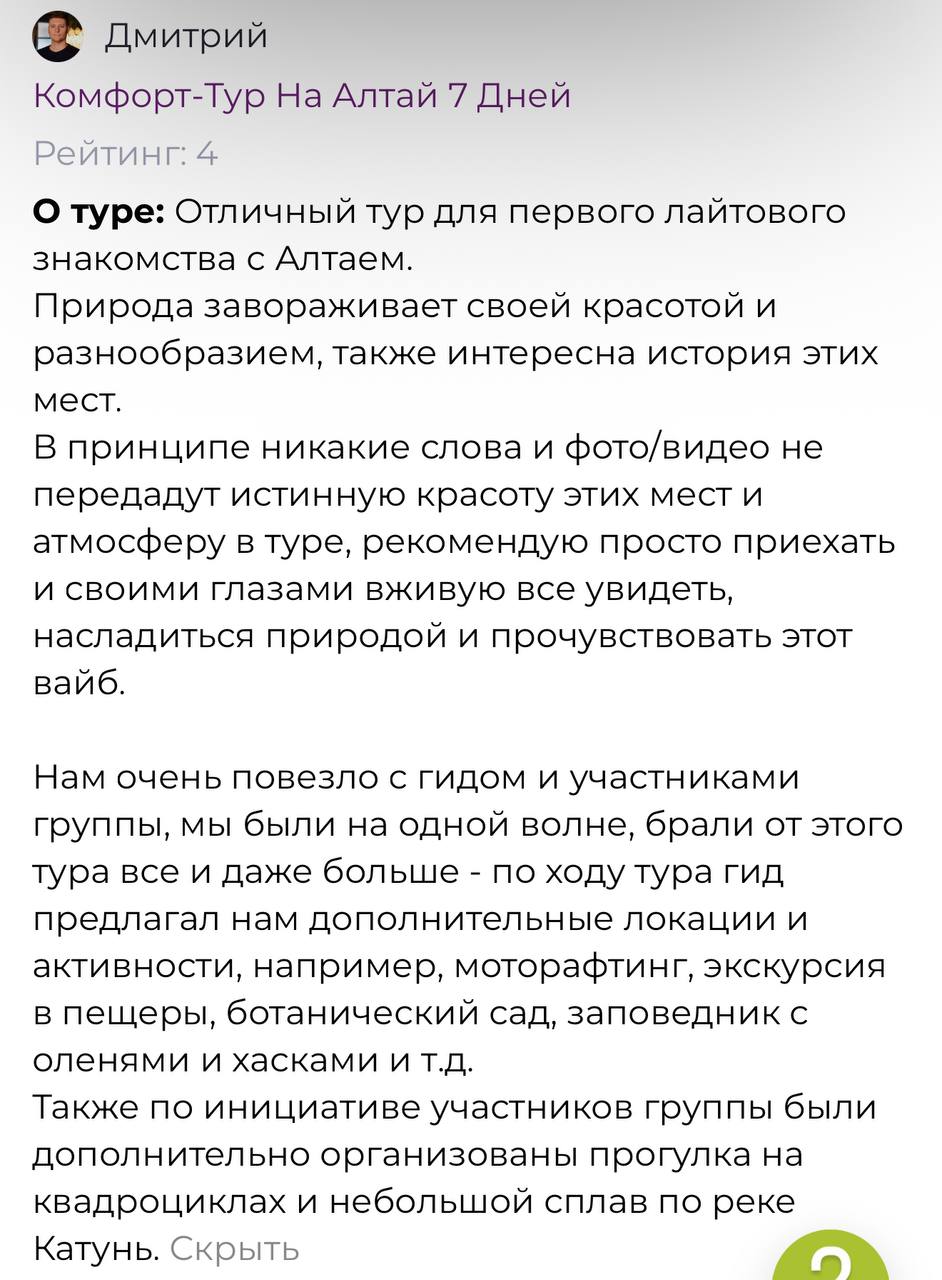 Дмитрий
Комфорт-Тур На Алтай 7 Дней
Рейтинг: 4
О туре: Отличный тур для первого лайтового
знакомства с Алтаем.
Природа завораживает своей красотой и
разнообразием, также интересна история этих
мест.
В принципе никакие слова и фото/видео не
передадут истинную красоту этих мест и
атмосферу в туре, рекомендую просто приехать
и своими глазами вживую все увидеть,
насладиться природой и прочувствовать этот
вайб.
Нам очень повезло с гидом и участниками
группы, мы были на одной волне, брали от этого
тура все и даже больше - по ходу тура гид
предлагал нам дополнительные локации и
активности, например, моторафтинг, экскурсия
в пещеры, ботанический сад, заповедник с
оленями и хасками и т.д.
Также по инициативе участников группы были
дополнительно организованы прогулка на
квадроциклах и небольшой сплав по реке
Катунь. Скрыть
?